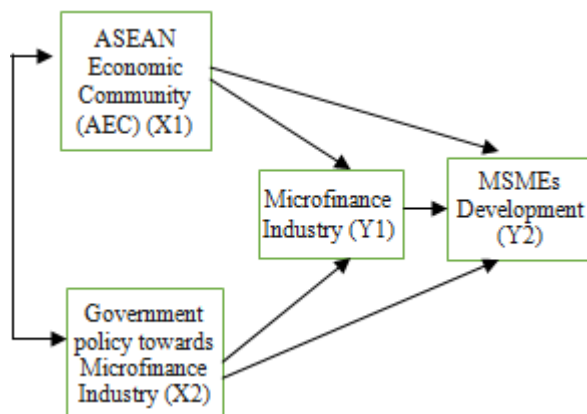 ASEAN
Economic
Community
(AEC) (X1)
Microfinance
Industry (Y1)
MSMEs
Development
(Y2)
Government
policy towards
Microfinance
Industry (X2)